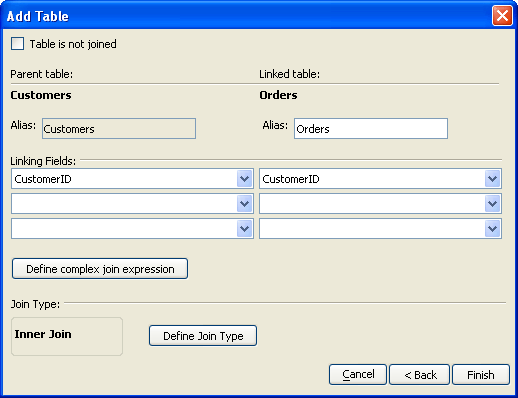 Add Table
Table is not joined
Parent table: Linked table:
Customers Orders
Alias: Customers Alias: Orders
Linking Fields:
CustomerID CustomerID
Define complex join expression
Join Type:
Inner Join Define Join Type
Cancel < Back Finish